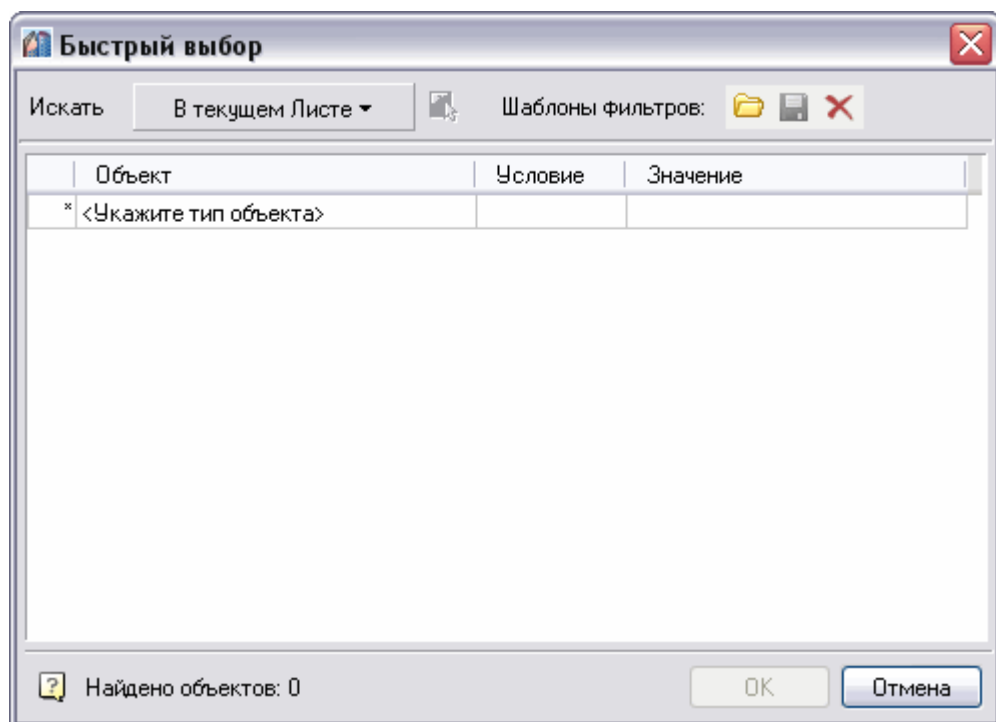 Быстрый выбор
Искать В текущем Листе Шаблоны фильтров:
Объект Условие Значение
* <Укажите тип объекта>
Найдено объектов: 0 OK Отмена